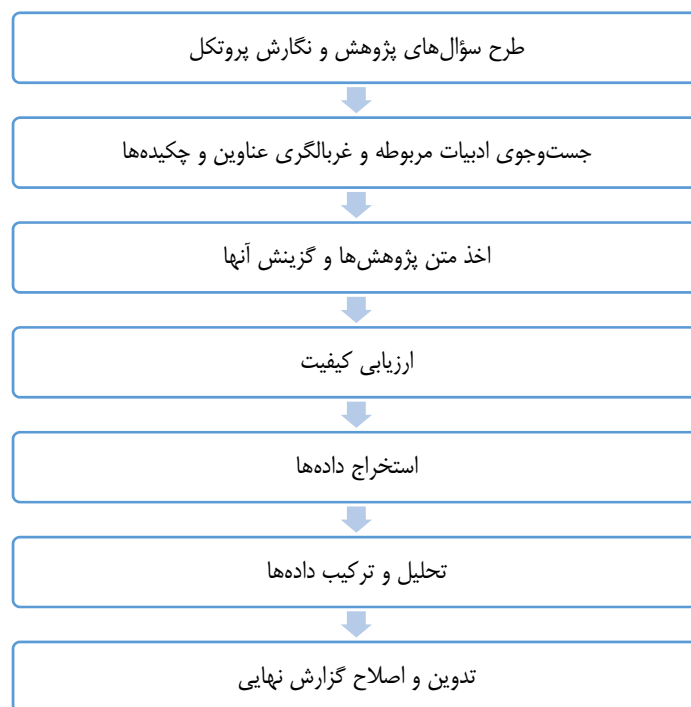 طرح سؤال‌های پژوهش و نگارش پروتکل
جست‌وجوی ادبیات مربوطه و غربالگری عناوین و چکیده‌ها
اخذ متن پژوهش‌ها و گزینش آنها
ارزیابی کیفیت
استخراج داده‌ها
تحلیل و ترکیب داده‌ها
تدوین و اصلاح گزارش نهایی